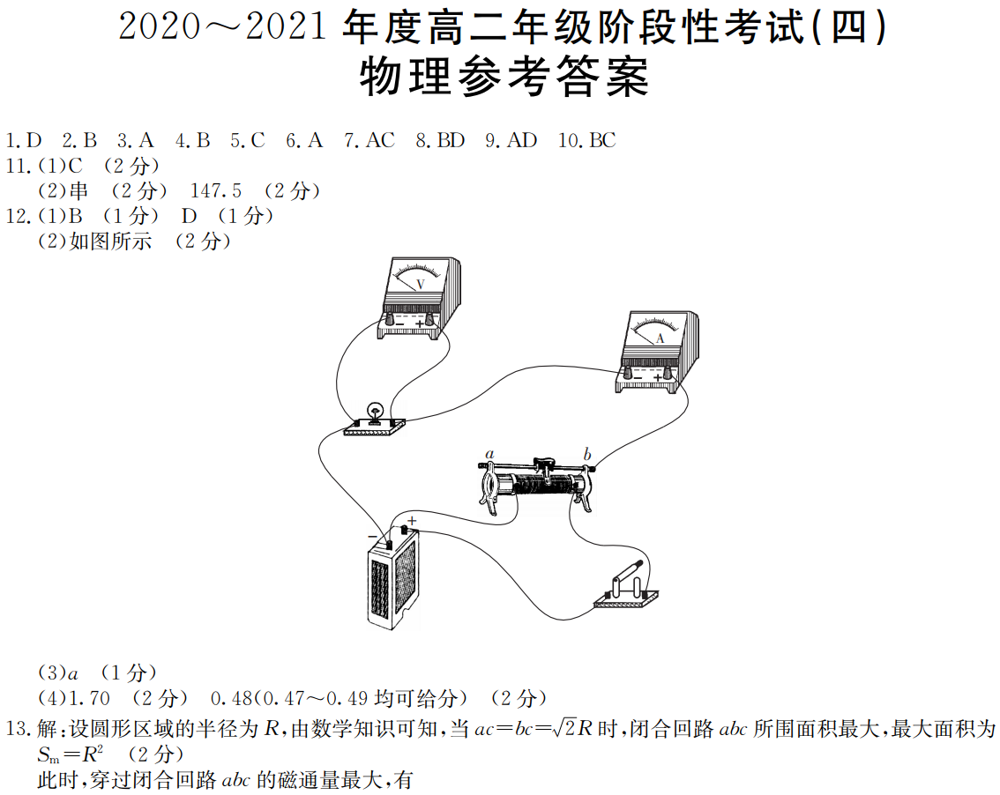 2020～2021 年度高二年级阶段性考试(四)
物理参考答案
1. D 2. B 3. A 4. B 5. C 6. A 7. AC 8. BD 9. AD 10. BC
11. (1)C (2 分)
(2)串 (2 分) 147.5 (2 分)
12. (1)B (1 分) D (1 分)
(2)如图所示 (2 分)
V
- +
A
- +
a b
- +
(3)a (1 分)
(4)1.70 (2 分) 0.48(0.47～0.49 均可给分) (2 分)
13. 解:设圆形区域的半径为 R,由数学知识可知,当 ac=bc=√2R 时,闭合回路 abc 所围面积最大,最大面积为
Sm=R² (2 分)
此时,穿过闭合回路 abc 的磁通量最大,有